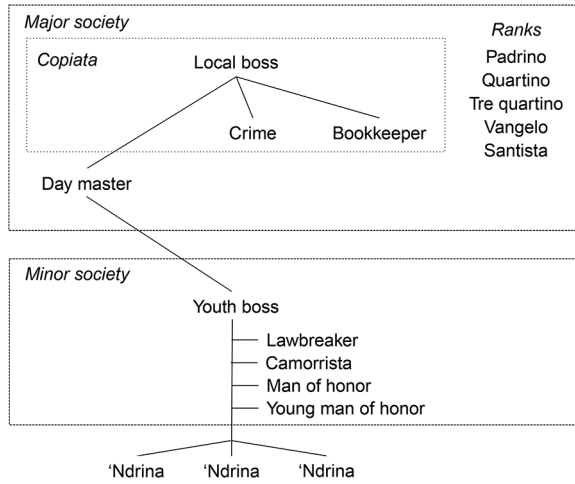 Major society
Ranks
Copiata
Local boss
Padrino
Quartino
Tre quartino
Vangelo
Santista
Crime
Bookkeeper
Day master
Minor society
Youth boss
Lawbreaker
Camorrista
Man of honor
Young man of honor
‘Ndrina ‘Ndrina ‘Ndrina